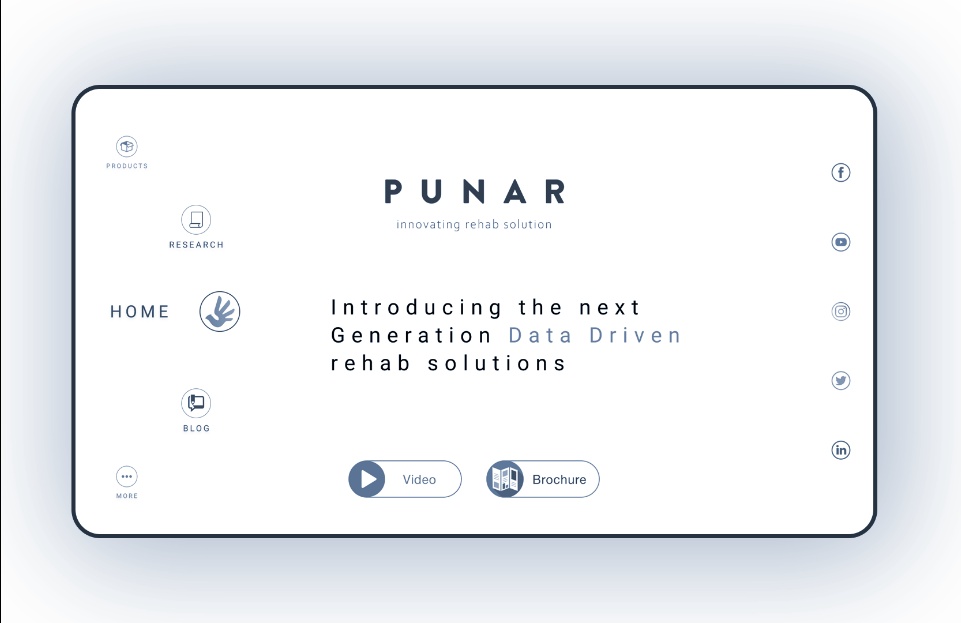 PRODUCTS
RESEARCH
HOME
BLOG
MORE
PUNAR
innovating rehab solution
Introducing the next
Generation Data Driven
rehab solutions
Video
Brochure
f
in